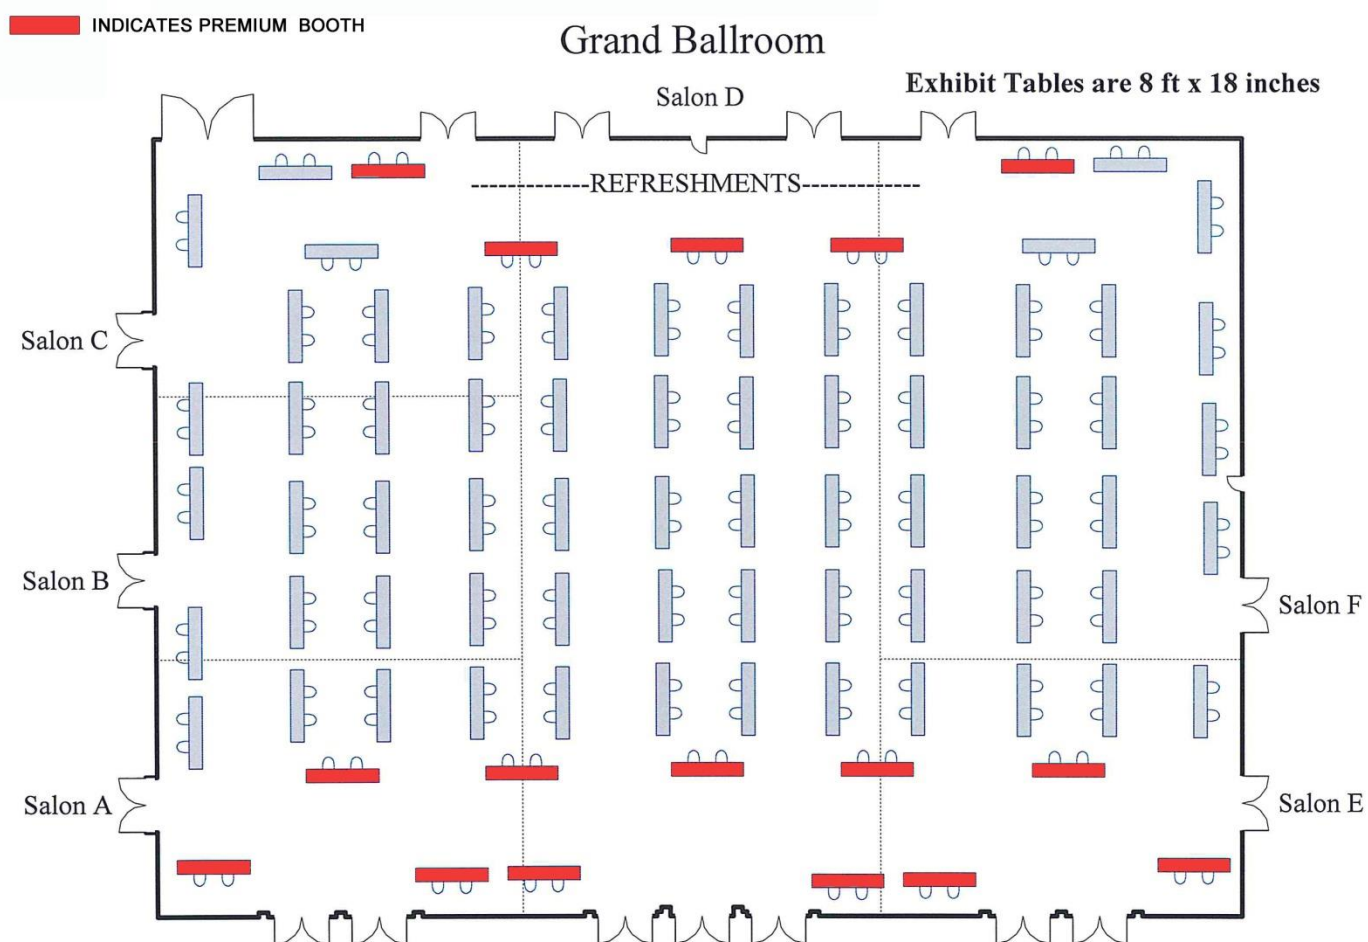 INDICATES PREMIUM BOOTH
Grand Ballroom
Exhibit Tables are 8 ft x 18 inches
Salon D
REFRESHMENTS
Salon C
Salon B
Salon F
Salon A
Salon E